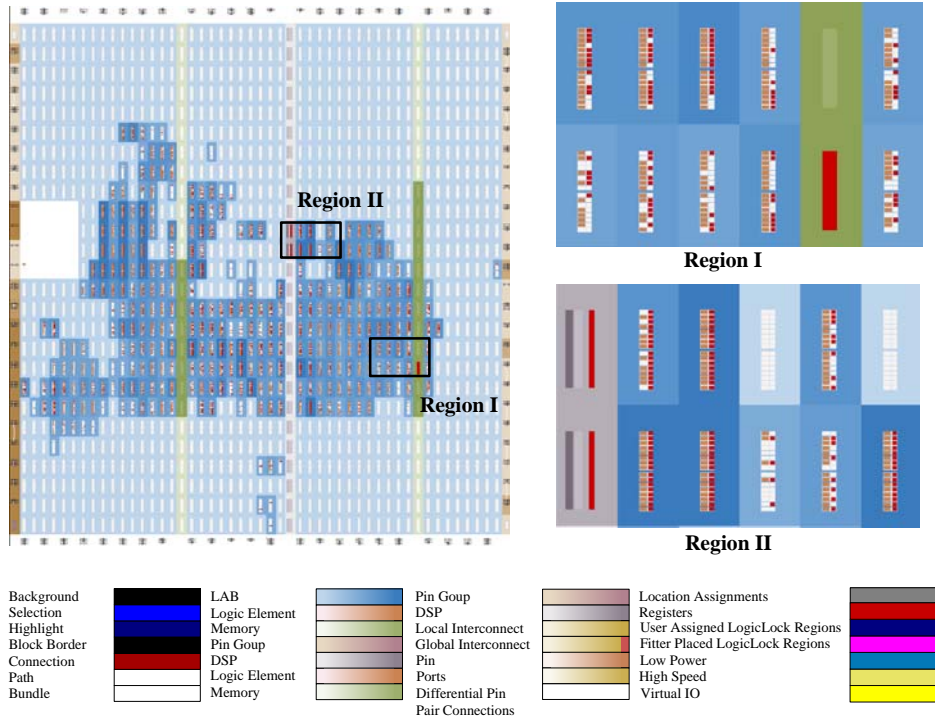 Region II
Region I
Region I
Region II
Background
Selection
Highlight
Block Border
Connection
Path
Bundle
LAB
Logic Element
Memory
Pin Goup
DSP
Logic Element
Memory
Pin Goup
DSP
Local Interconnect
Global Interconnect
Pin
Ports
Differential Pin
Pair Connections
Location Assignments
Registers
User Assigned LogicLock Regions
Fitter Placed LogicLock Regions
Low Power
High Speed
Virtual IO